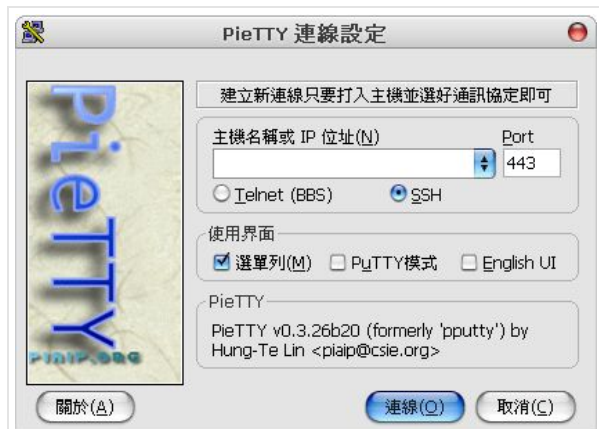 PieTTY 連線設定
PieTTY
PIAIP.ORG
建立新連線只要打入主機並選好通訊協定即可
主機名稱或 IP 位址(N)
Port
443
Telnet (BBS)
SSH
使用界面
選單列(M)
PuTTY模式
English UI
PieTTY
PieTTY v0.3.26b20 (formerly 'pputty') by
Hung-Te Lin <piaip@csie.org>
關於(A)
連線(O)
取消(C)